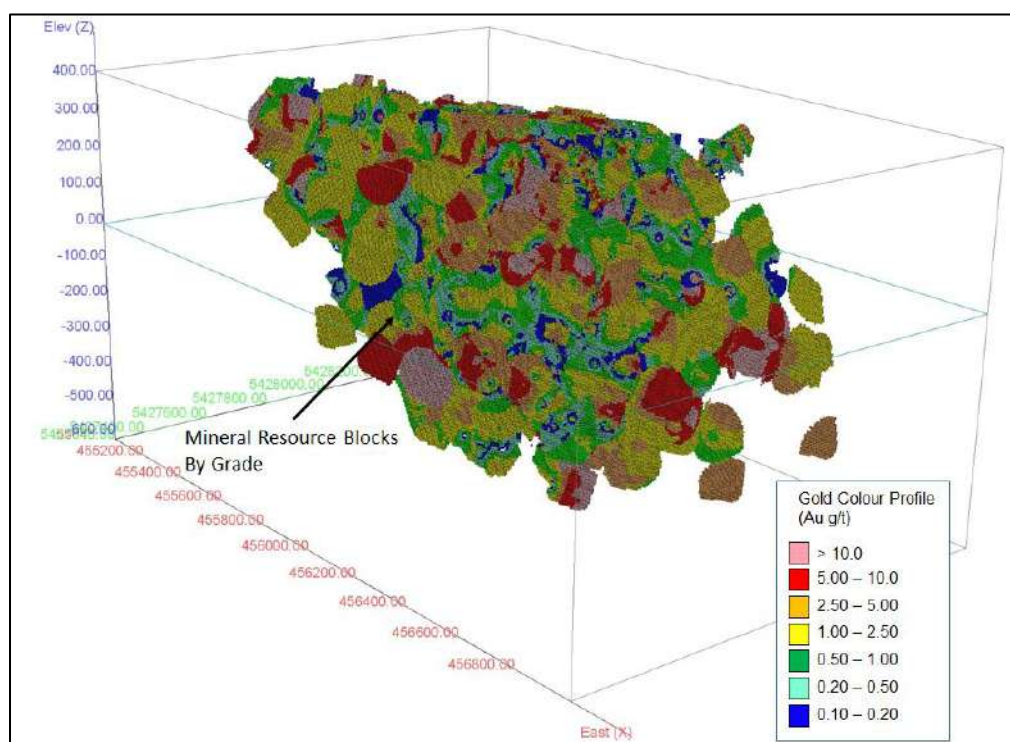 Elev (Z)
400.00
300.00
200.00
100.00
0.00
-100.00
-200.00
-300.00
-400.00
-500.00
5428000.00
5427800.00
5427600.00
455200.00
455400.00
455600.00
455800.00
456000.00
456200.00
456400.00
456600.00
456800.00
East (X)
Mineral Resource Blocks
By Grade
Gold Colour Profile
(Au g/t)
> 10.0
5.00 – 10.0
2.50 – 5.00
1.00 – 2.50
0.50 – 1.00
0.20 – 0.50
0.10 – 0.20